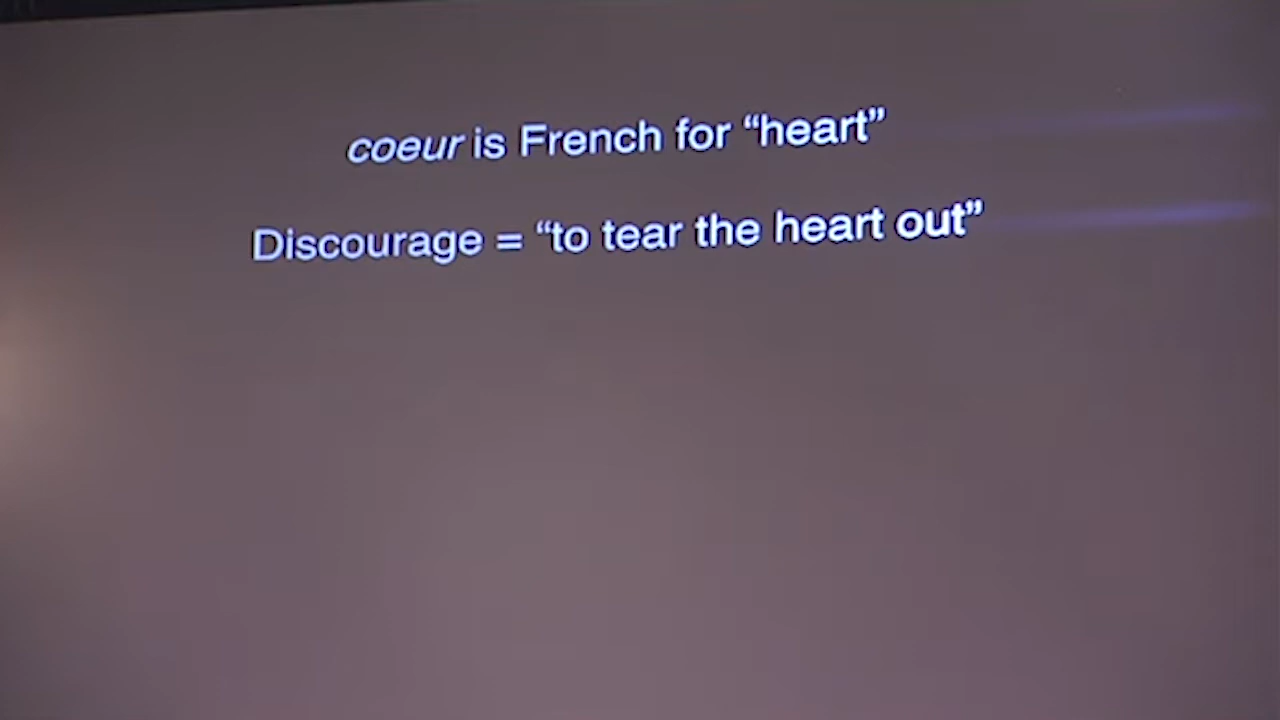 coeur is French for “heart”
Discourage = “to tear the heart out”